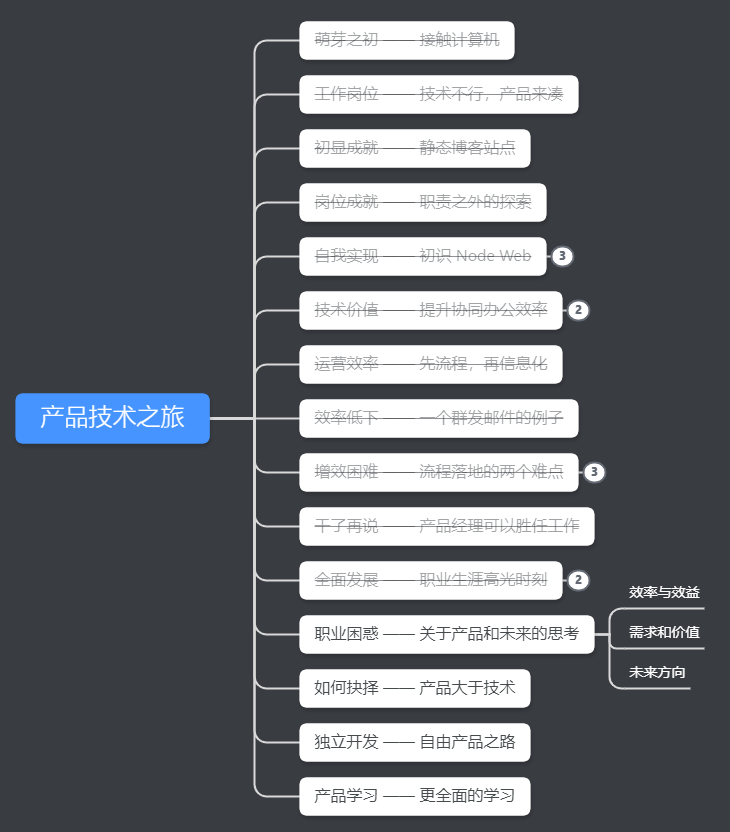 产品技术之旅
萌芽之初 —— 接触计算机
工作岗位 —— 技术不行，产品来凑
初显成就 —— 静态博客站点
岗位成就 —— 职责之外的探索
自我实现 —— 初识 Node Web
3
技术价值 —— 提升协同办公效率
2
运营效率 —— 先流程，再信息化
效率低下 —— 一个群发邮件的例子
增效困难 —— 流程落地的两个难点
3
干了再说 —— 产品经理可以胜任工作
全面发展 —— 职业生涯高光时刻
2
职业困惑 —— 关于产品和未来的思考
效率与效益
需求和价值
未来方向
如何抉择 —— 产品大于技术
独立开发 —— 自由产品之路
产品学习 —— 更全面的学习